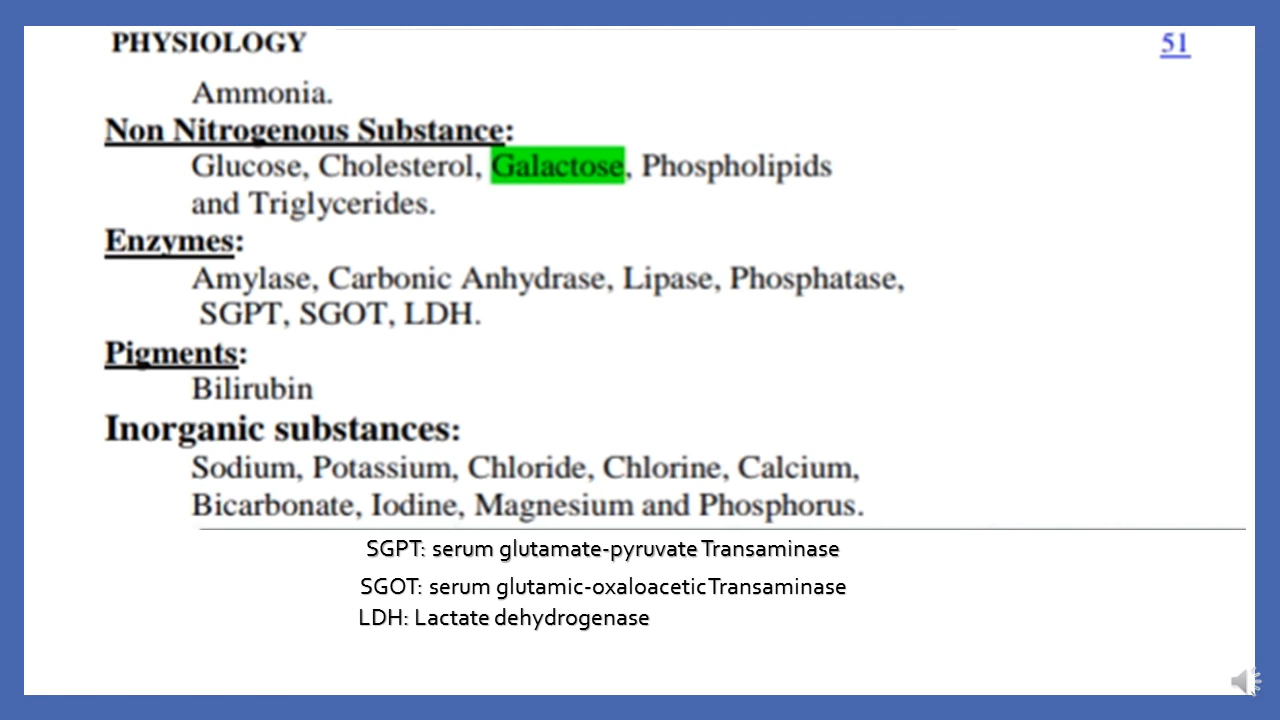 PHYSIOLOGY 51
Ammonia.
Non Nitrogenous Substance:
Glucose, Cholesterol, Galactose, Phospholipids
and Triglycerides.
Enzymes:
Amylase, Carbonic Anhydrase, Lipase, Phosphatase,
SGPT, SGOT, LDH.
Pigments:
Bilirubin
Inorganic substances:
Sodium, Potassium, Chloride, Chlorine, Calcium,
Bicarbonate, Iodine, Magnesium and Phosphorus.
SGPT: serum glutamate-pyruvate Transaminase
SGOT: serum glutamic-oxaloacetic Transaminase
LDH: Lactate dehydrogenase